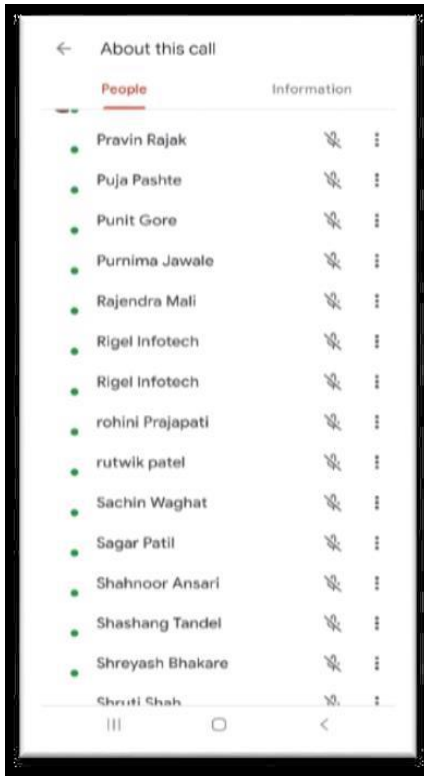 About this call
People Information
Pravin Rajak
Puja Pashte
Punit Gore
Purnima Jawale
Rajendra Mali
Rigel Infotech
Rigel Infotech
rohini Prajapati
rutwik patel
Sachin Waghat
Sagar Patil
Shahnoor Ansari
Shashang Tandel
Shreyash Bhakare
Shruti Shah